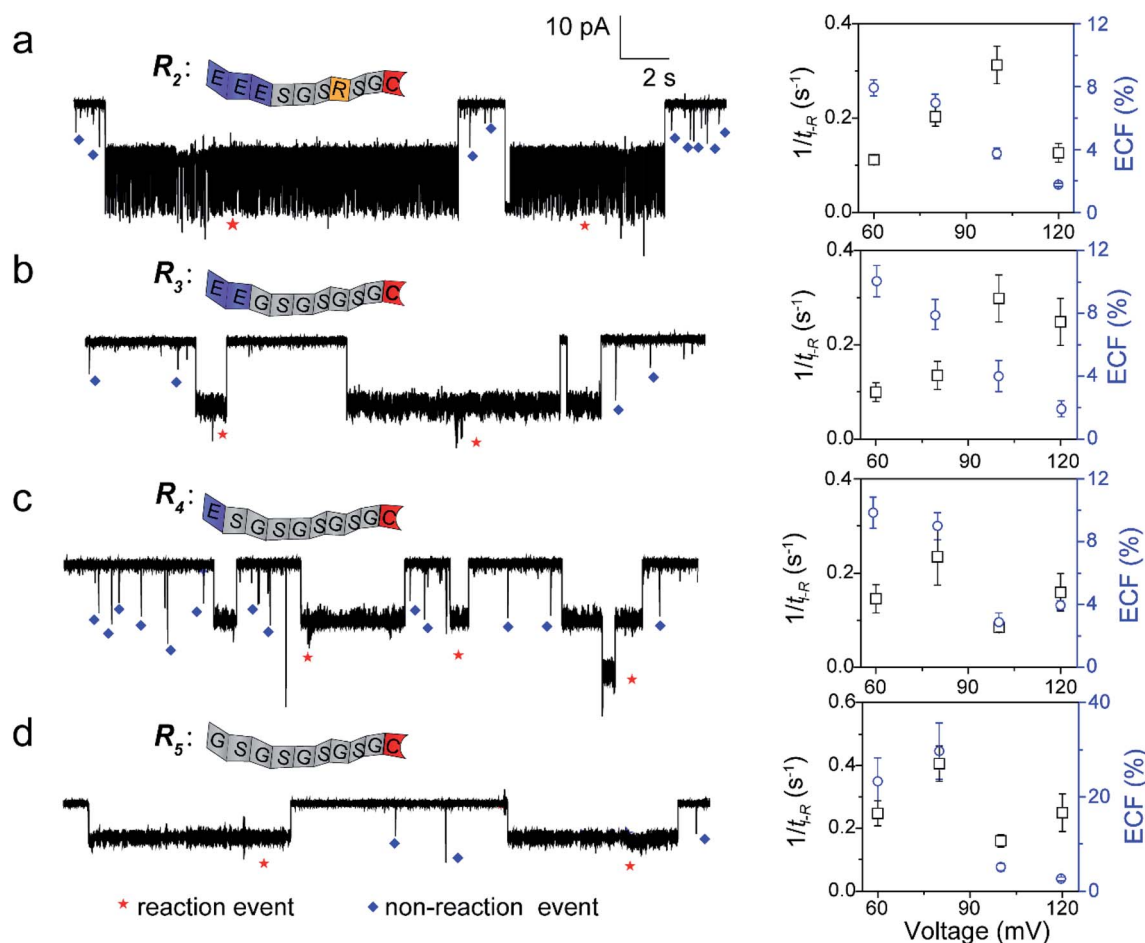 a
R2:
E E E S G S R S G C
10 pA
2 s
0.4
0.2
0.0
1/tI-R (s-1)
12
8
4
0
ECF (%)
60 90 120
b
R3:
E E G S G S G S G C
0.4
0.2
0.0
1/tI-R (s-1)
12
8
4
0
ECF (%)
60 90 120
c
R4:
E S G S G S G S G C
0.4
0.2
0.0
1/tI-R (s-1)
12
8
4
0
ECF (%)
60 90 120
d
R5:
G S G S G S G S G C
0.6
0.4
0.2
0.0
1/tI-R (s-1)
40
20
0
ECF (%)
60 90 120
Voltage (mV)
reaction event
non-reaction event